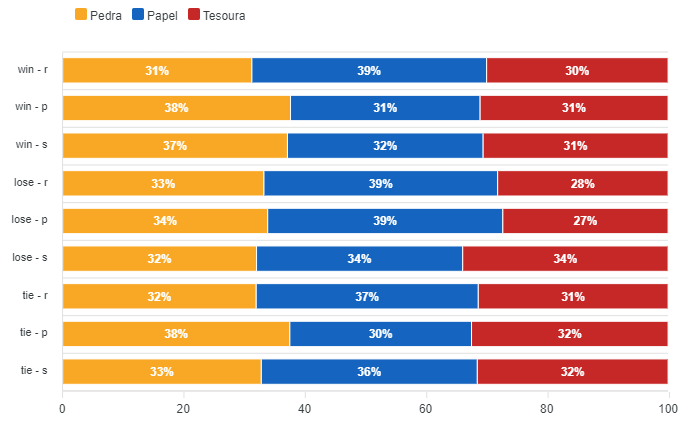 Pedra Papel Tesoura
win - r 31% 39% 30%
win - p 38% 31% 31%
win - s 37% 32% 31%
lose - r 33% 39% 28%
lose - p 34% 39% 27%
lose - s 32% 34% 34%
tie - r 32% 37% 31%
tie - p 38% 30% 32%
tie - s 33% 36% 32%
0 20 40 60 80 100